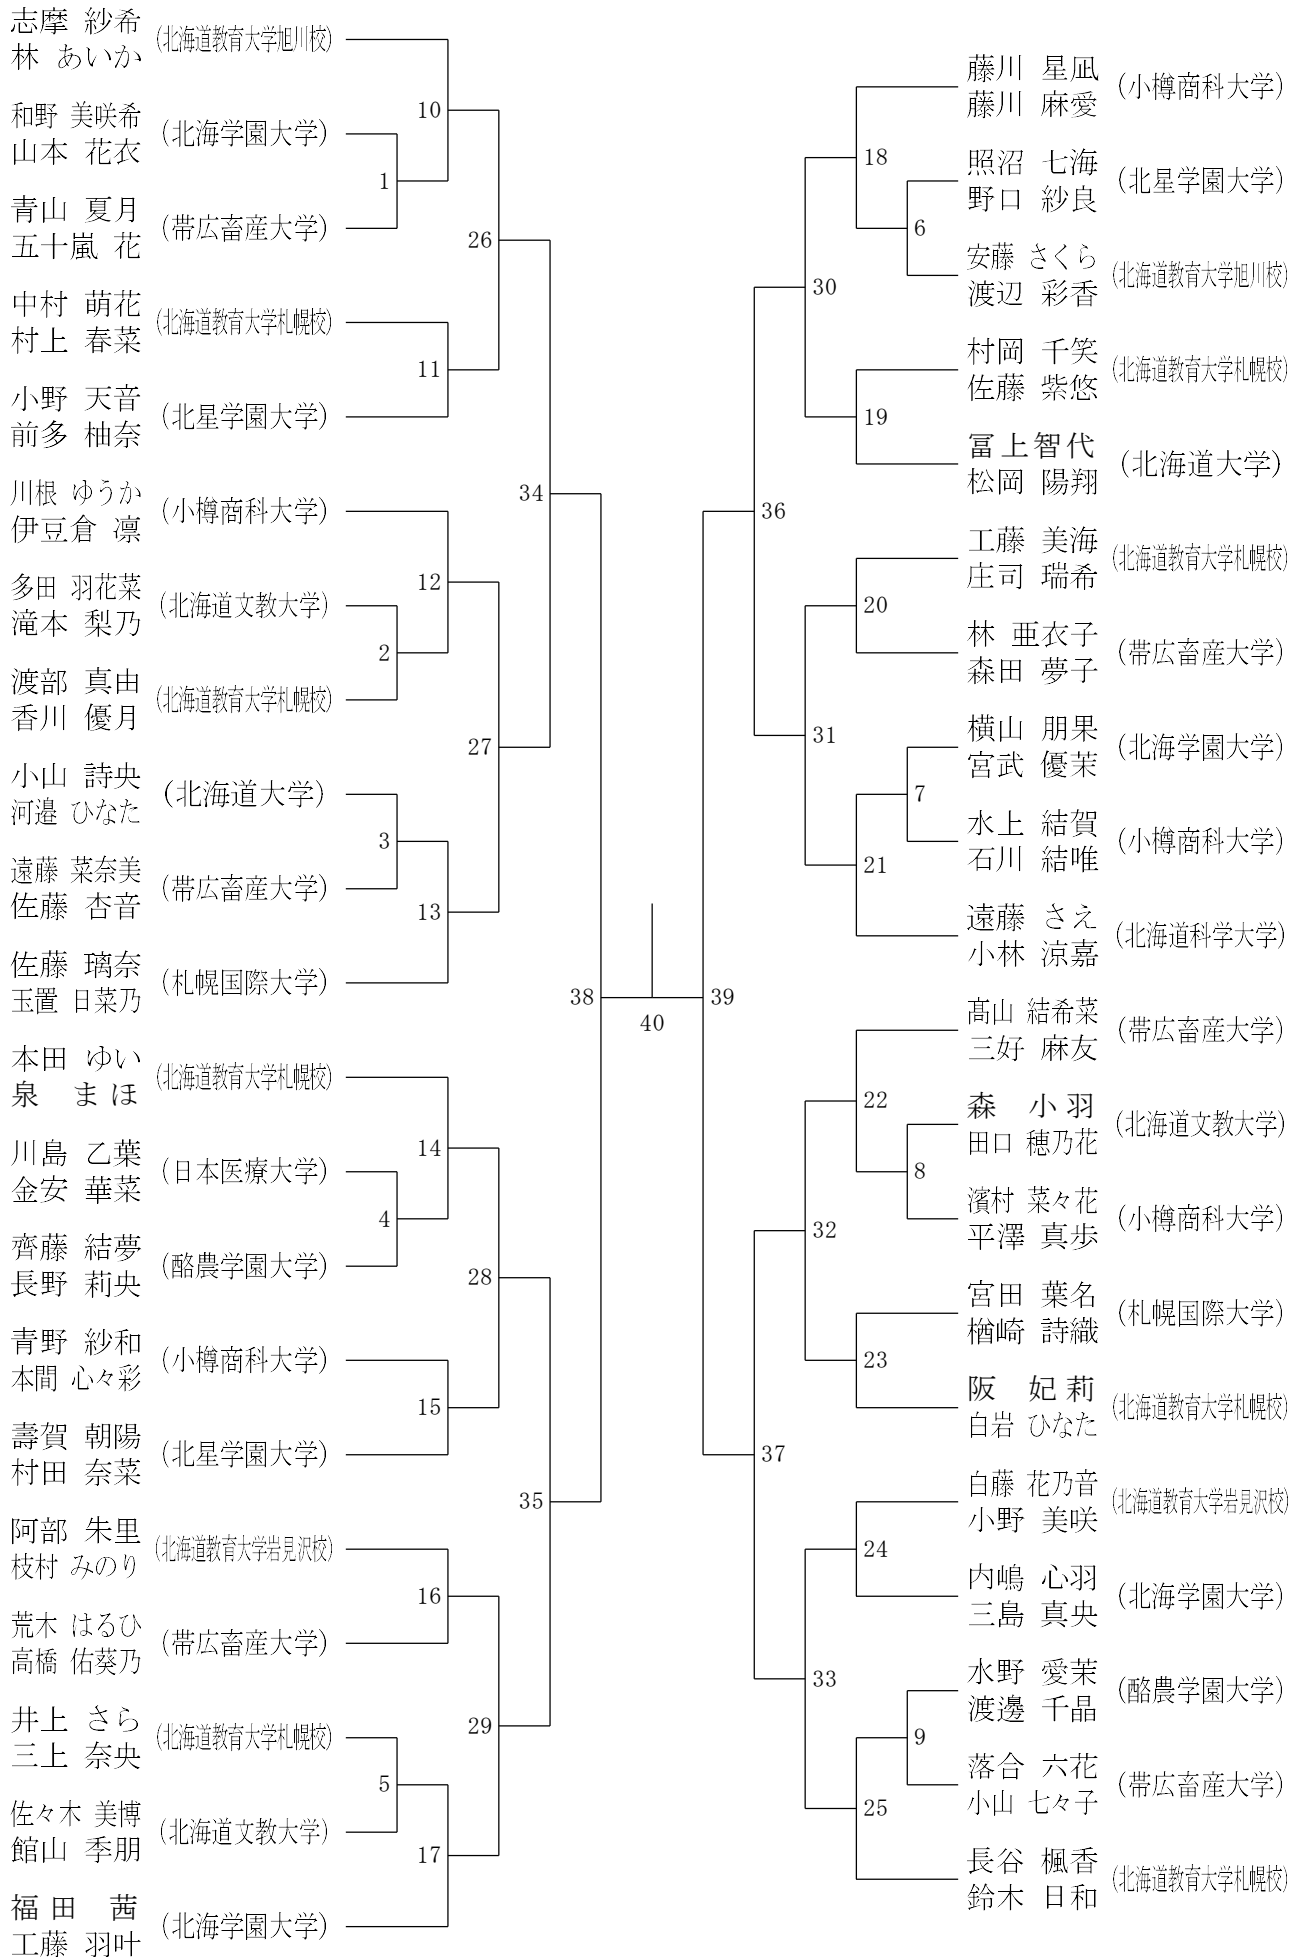 志摩 紗希
林 あいか
(北海道教育大学旭川校)
和野 美咲希
山本 花衣
(北海学園大学)
青山 夏月
五十嵐 花
(帯広畜産大学)
中村 萌花
村上 春菜
(北海道教育大学札幌校)
小野 天音
前多 柚奈
(北星学園大学)
川根 ゆうか
伊豆倉 凛
(小樽商科大学)
多田 羽花菜
滝本 梨乃
(北海道文教大学)
渡部 真由
香川 優月
(北海道教育大学札幌校)
小山 詩央
河邉 ひなた
(北海道大学)
遠藤 菜奈美
佐藤 杏音
(帯広畜産大学)
佐藤 璃奈
玉置 日菜乃
(札幌国際大学)
本田 ゆい
泉 まほ
(北海道教育大学札幌校)
川島 乙葉
金安 華菜
(日本医療大学)
齊藤 結夢
長野 莉央
(酪農学園大学)
青野 紗和
本間 心々彩
(小樽商科大学)
壽賀 朝陽
村田 奈菜
(北星学園大学)
阿部 朱里
枝村 みのり
(北海道教育大学岩見沢校)
荒木 はるひ
高橋 佑葵乃
(帯広畜産大学)
井上 さら
三上 奈央
(北海道教育大学札幌校)
佐々木 美博
館山 季朋
(北海道文教大学)
福田 茜
工藤 羽叶
(北海学園大学)
1
2
3
4
5
10
11
12
13
14
15
16
17
26
27
28
29
34
35
38
40
39
36
37
30
31
32
33
18
19
20
21
22
23
24
25
6
7
8
9
藤川 星凪
藤川 麻愛
(小樽商科大学)
照沼 七海
野口 紗良
(北星学園大学)
安藤 さくら
渡辺 彩香
(北海道教育大学旭川校)
村岡 千笑
佐藤 紫悠
(北海道教育大学札幌校)
冨上智代
松岡 陽翔
(北海道大学)
工藤 美海
庄司 瑞希
(北海道教育大学札幌校)
林 亜衣子
森田 夢子
(帯広畜産大学)
横山 朋果
宮武 優茉
(北海学園大学)
水上 結賀
石川 結唯
(小樽商科大学)
遠藤 さえ
小林 涼嘉
(北海道科学大学)
髙山 結希菜
三好 麻友
(帯広畜産大学)
森 小羽
田口 穂乃花
(北海道文教大学)
濱村 菜々花
平澤 真歩
(小樽商科大学)
宮田 葉名
楢崎 詩織
(札幌国際大学)
阪 妃莉
白岩 ひなた
(北海道教育大学札幌校)
白藤 花乃音
小野 美咲
(北海道教育大学岩見沢校)
内嶋 心羽
三島 真央
(北海学園大学)
水野 愛茉
渡邊 千晶
(酪農学園大学)
落合 六花
小山 七々子
(帯広畜産大学)
長谷 楓香
鈴木 日和
(北海道教育大学札幌校)